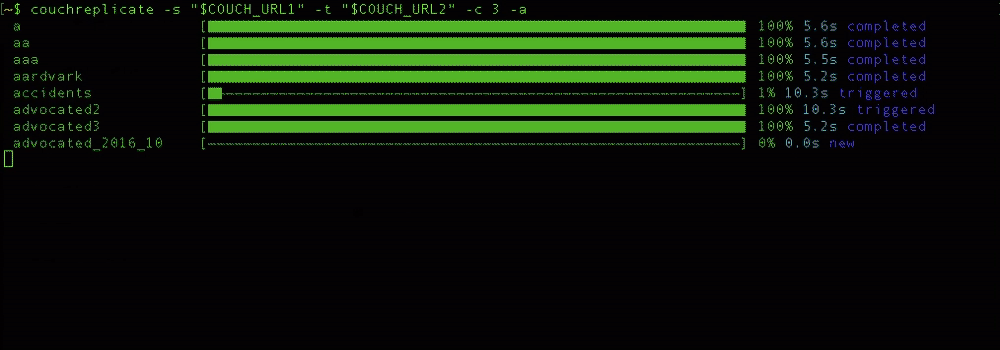 [~$ couchreplicate -s "$COUCH_URL1" -t "$COUCH_URL2" -c 3 -a
a [ ] 100% 5.6s completed
aa [ ] 100% 5.6s completed
aaa [ ] 100% 5.5s completed
aardvark [ ] 100% 5.2s completed
accidents [ ] 1% 10.3s triggered
advocated2 [ ] 100% 10.3s triggered
advocated3 [ ] 100% 5.2s completed
advocated_2016_10 [ ] 0% 0.0s new